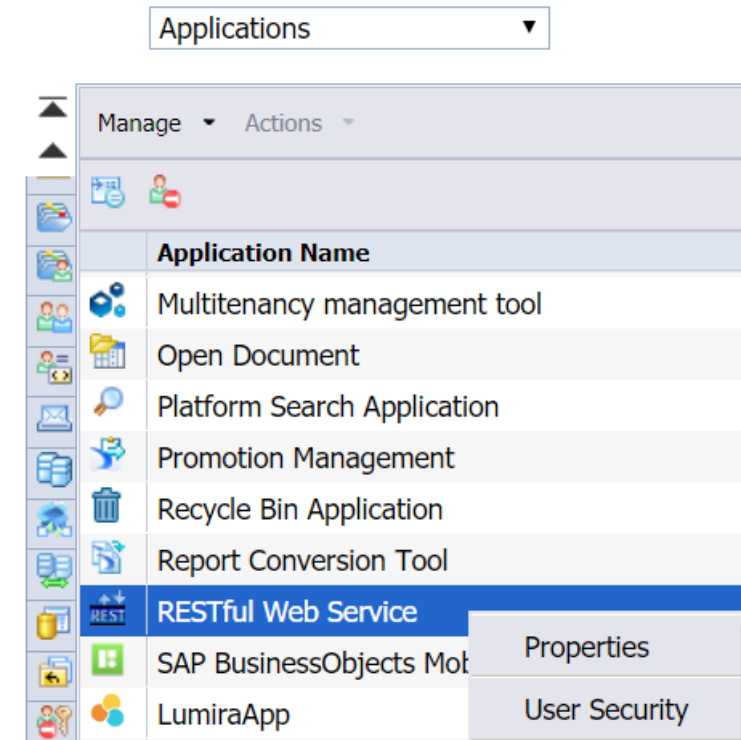 Applications
Manage Actions
Application Name
Multitenancy management tool
Open Document
Platform Search Application
Promotion Management
Recycle Bin Application
Report Conversion Tool
REST RESTful Web Service
Properties
SAP BusinessObjects Mob
User Security
LumiraApp